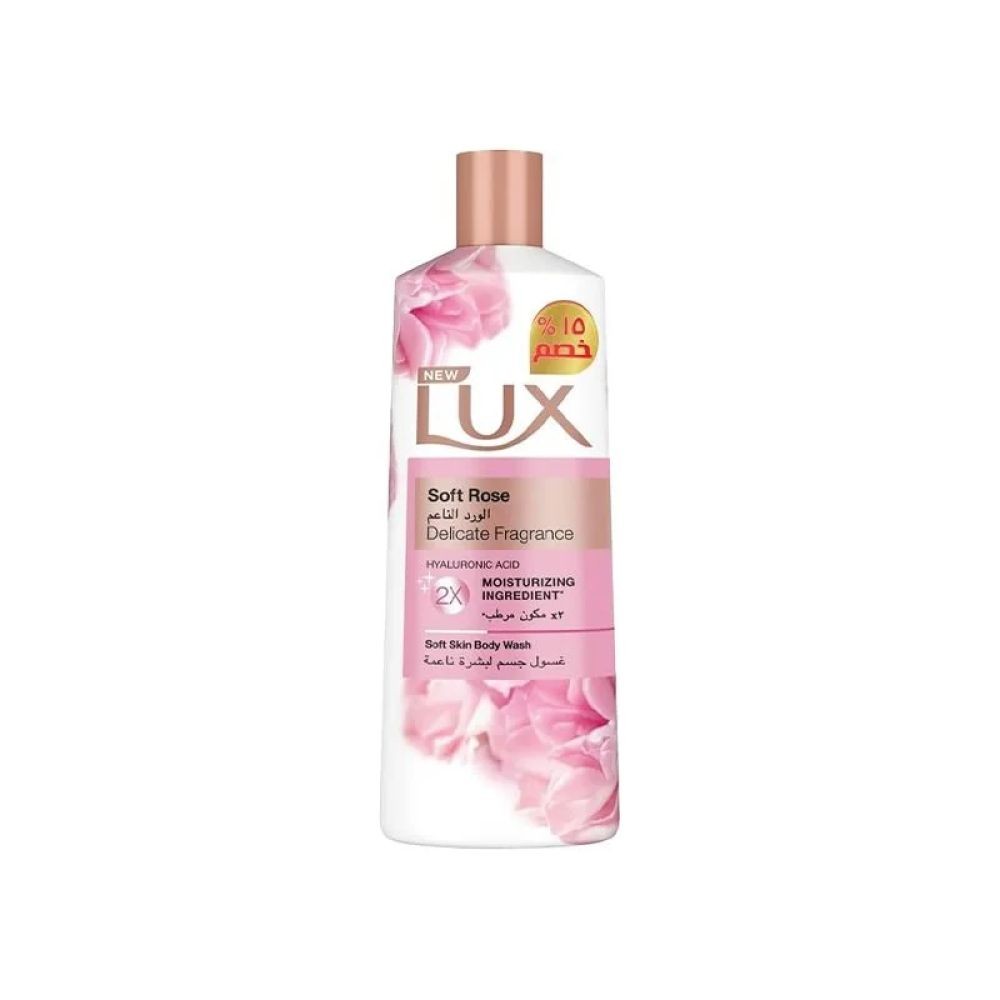 % ١٥
خصم
NEW
LUX
Soft Rose
الورد الناعم
Delicate Fragrance
HYALURONIC ACID
2X
MOISTURIZING
INGREDIENT*
x٢ مكون مرطب*
Soft Skin Body Wash
غسول جسم لبشرة ناعمة